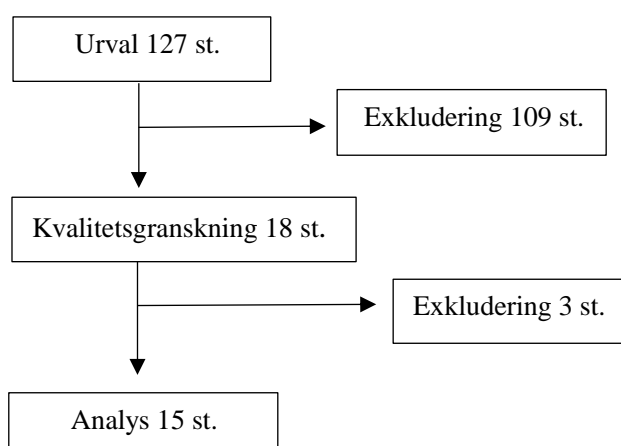 Urval 127 st.
Exkludering 109 st.
Kvalitetsgranskning 18 st.
Exkludering 3 st.
Analys 15 st.